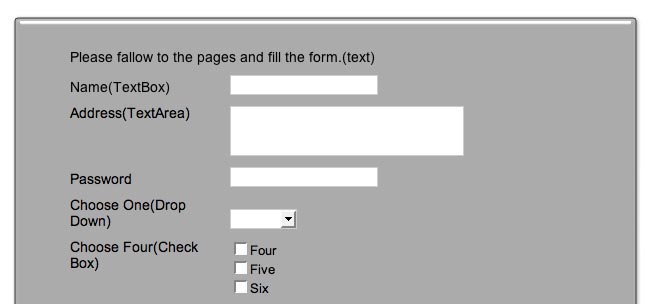 Please fallow to the pages and fill the form.(text)
Name(TextBox)
Address(TextArea)
Password
Choose One(Drop
Down)
Choose Four(Check
Box)
Four
Five
Six